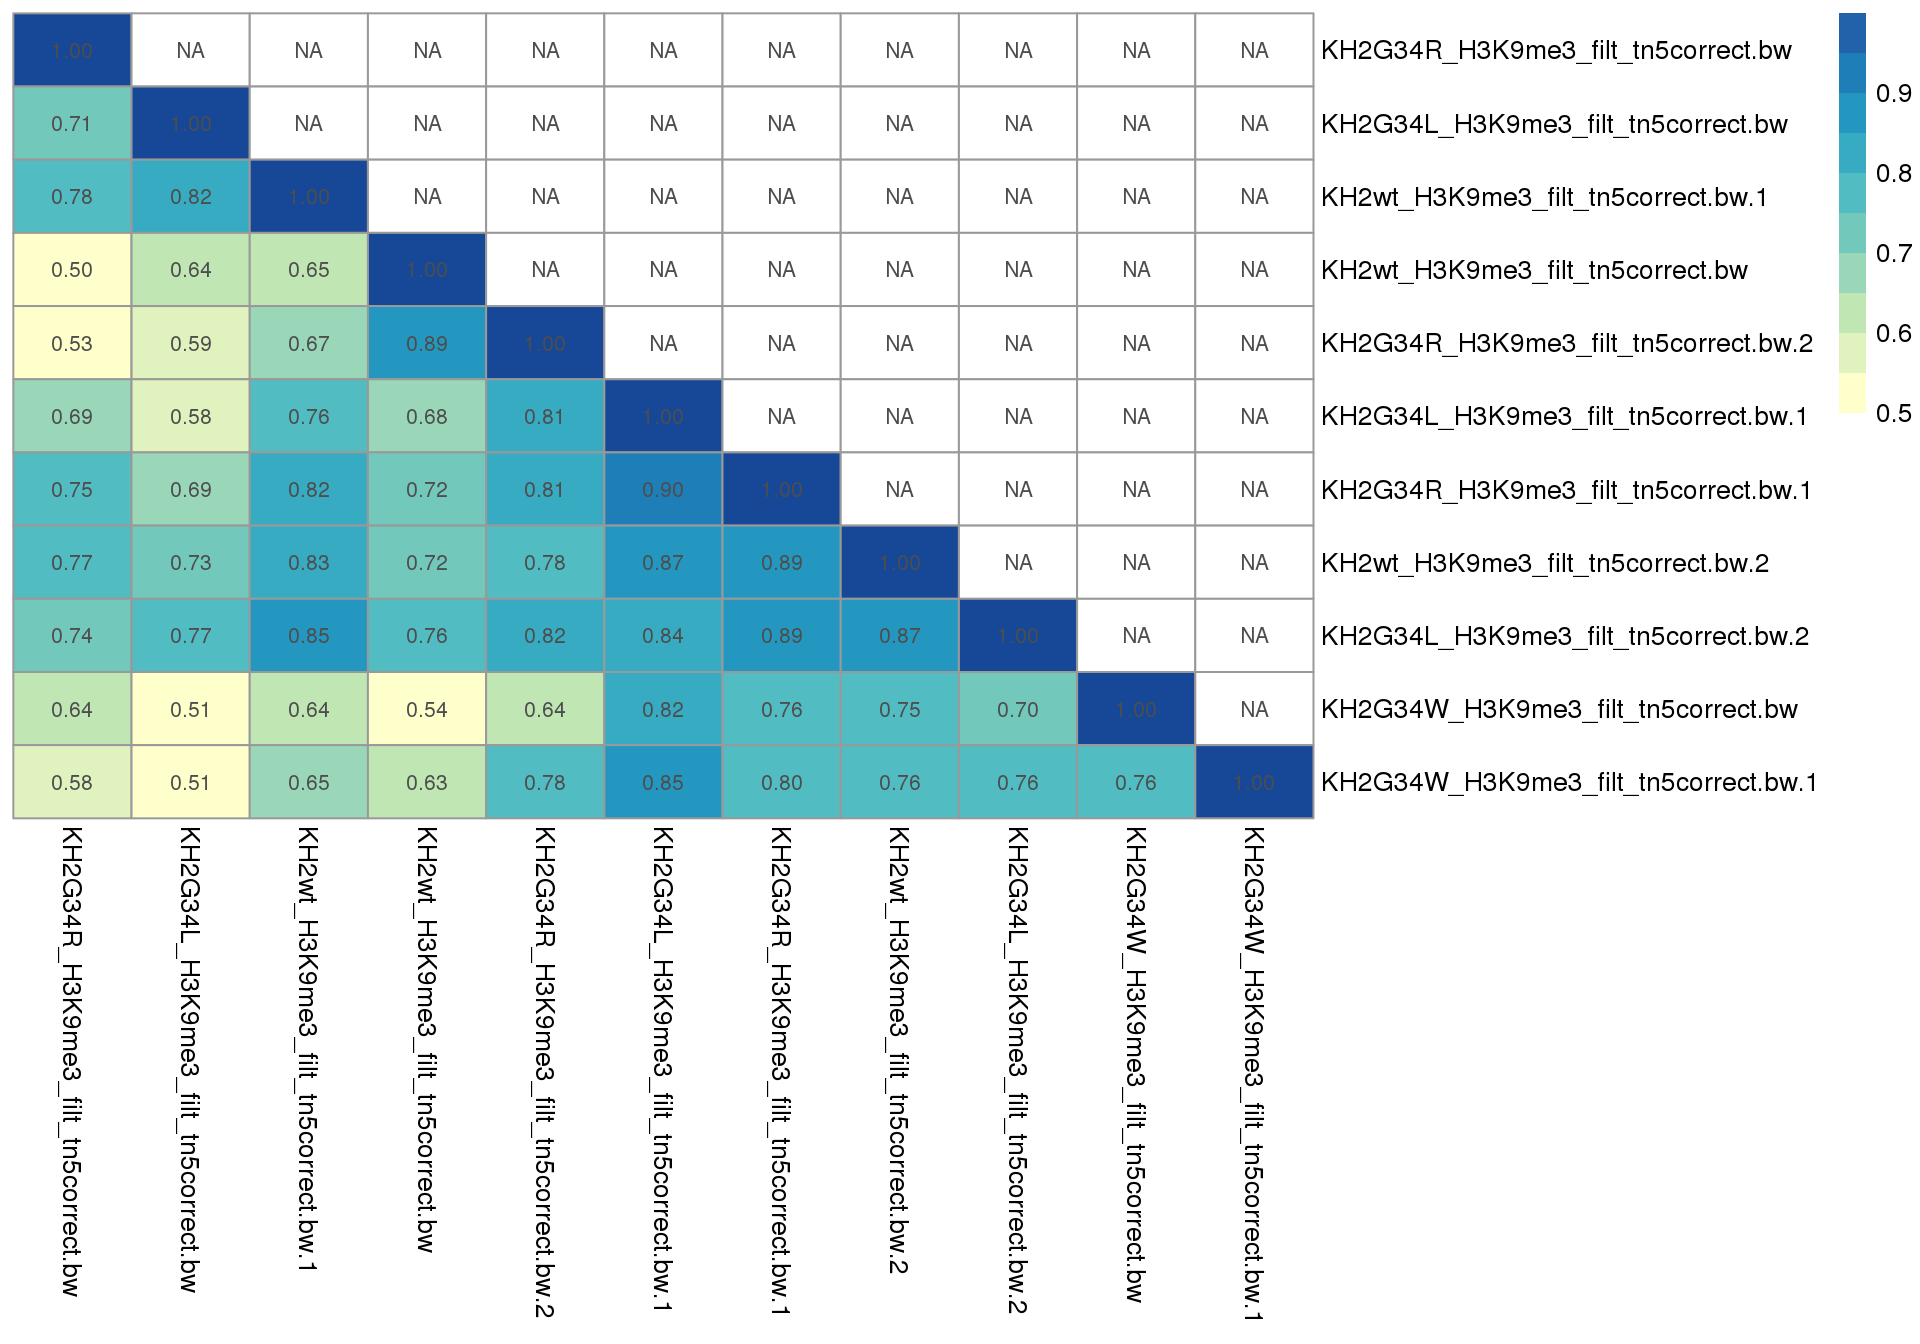 1.00 NA NA NA NA NA NA NA NA NA NA KH2G34R_H3K9me3_filt_tn5correct.bw
0.71 1.00 NA NA NA NA NA NA NA NA NA KH2G34L_H3K9me3_filt_tn5correct.bw
0.78 0.82 1.00 NA NA NA NA NA NA NA NA KH2wt_H3K9me3_filt_tn5correct.bw.1
0.50 0.64 0.65 1.00 NA NA NA NA NA NA NA KH2wt_H3K9me3_filt_tn5correct.bw
0.53 0.59 0.67 0.89 1.00 NA NA NA NA NA NA KH2G34R_H3K9me3_filt_tn5correct.bw.2
0.69 0.58 0.76 0.68 0.81 1.00 NA NA NA NA NA KH2G34L_H3K9me3_filt_tn5correct.bw.1
0.75 0.69 0.82 0.72 0.81 0.90 1.00 NA NA NA NA KH2G34R_H3K9me3_filt_tn5correct.bw.1
0.77 0.73 0.83 0.72 0.78 0.87 0.89 1.00 NA NA NA KH2wt_H3K9me3_filt_tn5correct.bw.2
0.74 0.77 0.85 0.76 0.82 0.84 0.89 0.87 1.00 NA NA KH2G34L_H3K9me3_filt_tn5correct.bw.2
0.64 0.51 0.64 0.54 0.64 0.82 0.76 0.75 0.70 1.00 NA KH2G34W_H3K9me3_filt_tn5correct.bw
0.58 0.51 0.65 0.63 0.78 0.85 0.80 0.76 0.76 0.76 1.00 KH2G34W_H3K9me3_filt_tn5correct.bw.1
KH2G34R_H3K9me3_filt_tn5correct.bw
KH2G34L_H3K9me3_filt_tn5correct.bw
KH2wt_H3K9me3_filt_tn5correct.bw.1
KH2wt_H3K9me3_filt_tn5correct.bw
KH2G34R_H3K9me3_filt_tn5correct.bw.2
KH2G34L_H3K9me3_filt_tn5correct.bw.1
KH2G34R_H3K9me3_filt_tn5correct.bw.1
KH2wt_H3K9me3_filt_tn5correct.bw.2
KH2G34L_H3K9me3_filt_tn5correct.bw.2
KH2G34W_H3K9me3_filt_tn5correct.bw
KH2G34W_H3K9me3_filt_tn5correct.bw.1
0.9
0.8
0.7
0.6
0.5